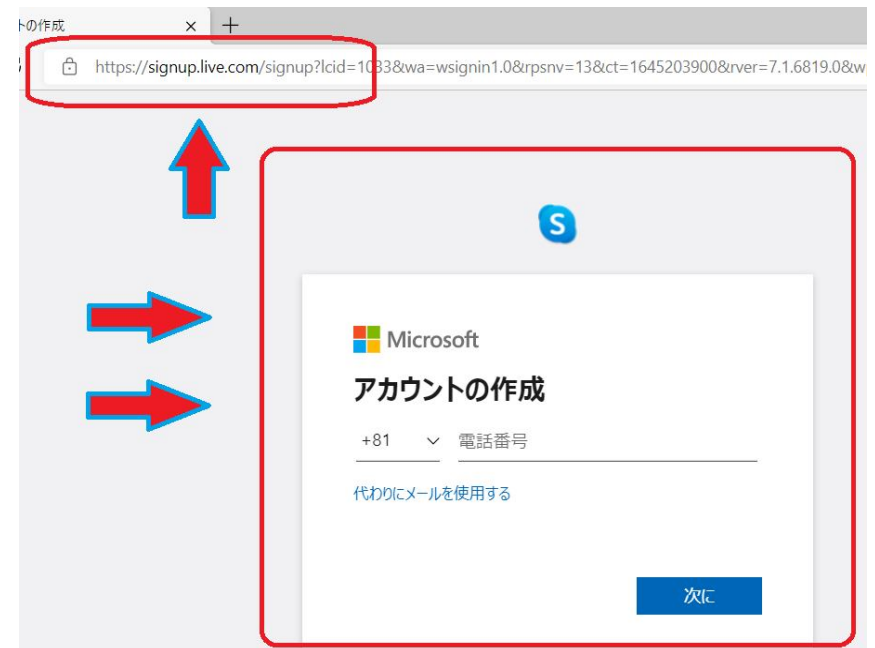 トの作成
https://signup.live.com/signup?lcid=1033&wa=wsignin1.0&rpsnv=13&ct=1645203900&rver=7.1.6819.0&w
S
Microsoft
アカウントの作成
+81 電話番号
代わりにメールを使用する
次に